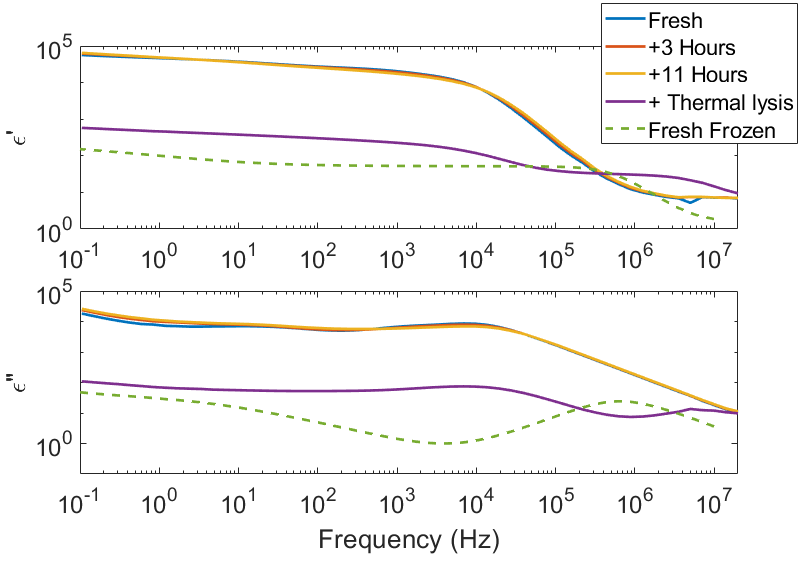 Fresh
+3 Hours
+11 Hours
+ Thermal lysis
Fresh Frozen
10^5
ϵ'
10^0
10^-1 10^0 10^1 10^2 10^3 10^4 10^5 10^6 10^7
10^5
ϵ"
10^0
10^-1 10^0 10^1 10^2 10^3 10^4 10^5 10^6 10^7
Frequency (Hz)